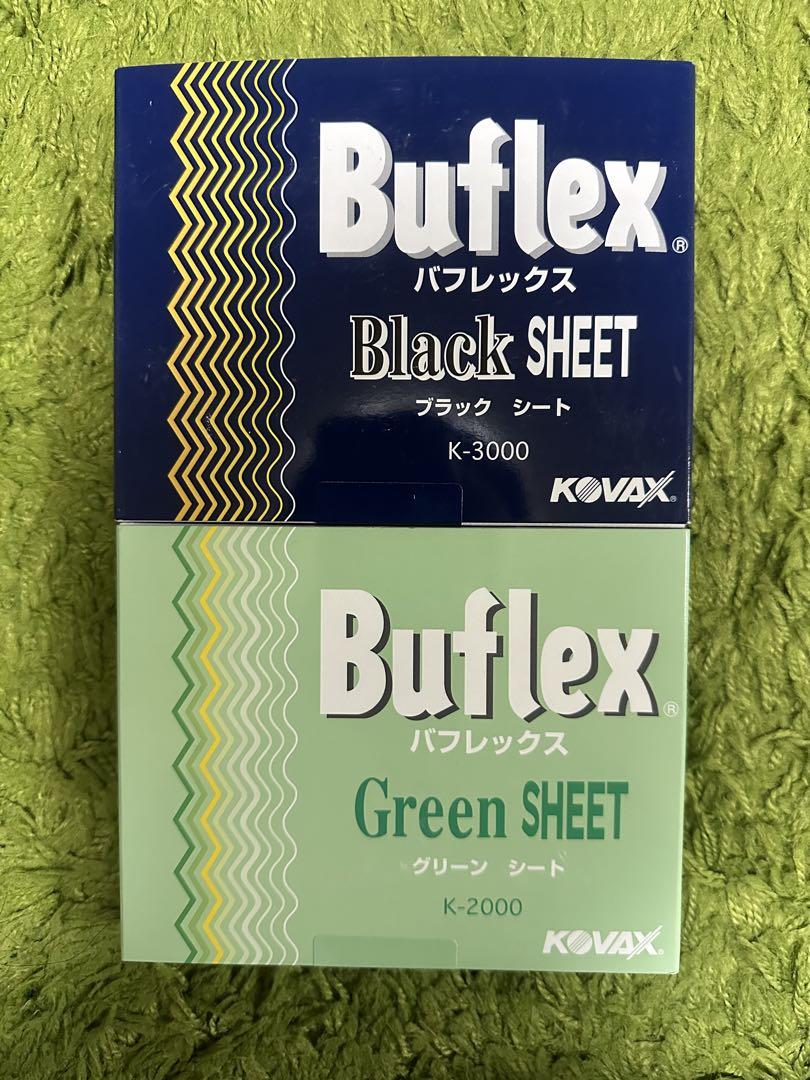 Buflex®
バフレックス
Black SHEET
ブラック シート
K-3000
KOVAX®
Buflex®
バフレックス
Green SHEET
グリーン シート
K-2000
KOVAX®